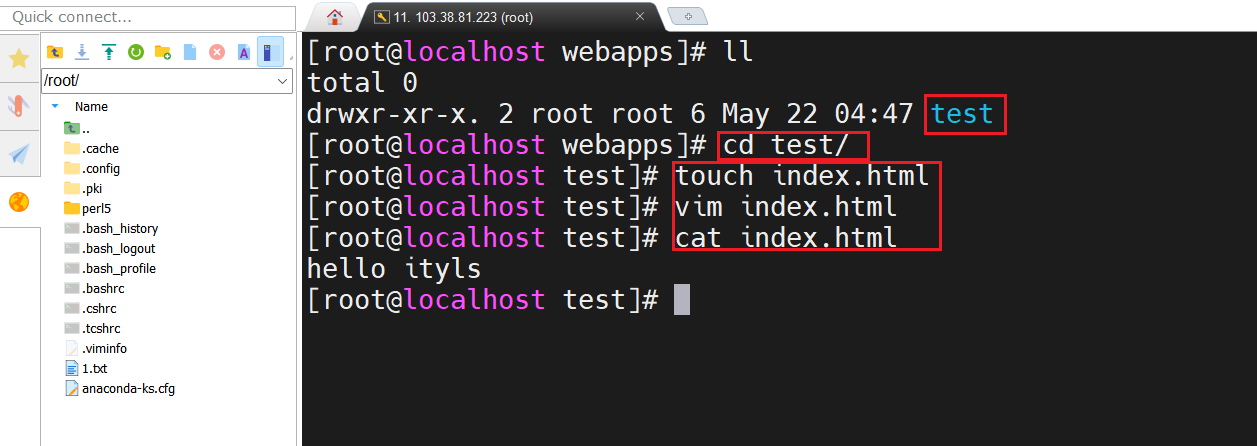 Quick connect...
11. 103.38.81.223 (root)
/root/
Name
..
.cache
.config
.pki
perl5
.bash_history
.bash_logout
.bash_profile
.bashrc
.cshrc
.tcshrc
.viminfo
1.txt
anaconda-ks.cfg
[root@localhost webapps]# ll
total 0
drwxr-xr-x. 2 root root 6 May 22 04:47 test
[root@localhost webapps]# cd test/
[root@localhost test]# touch index.html
[root@localhost test]# vim index.html
[root@localhost test]# cat index.html
hello ityls
[root@localhost test]#